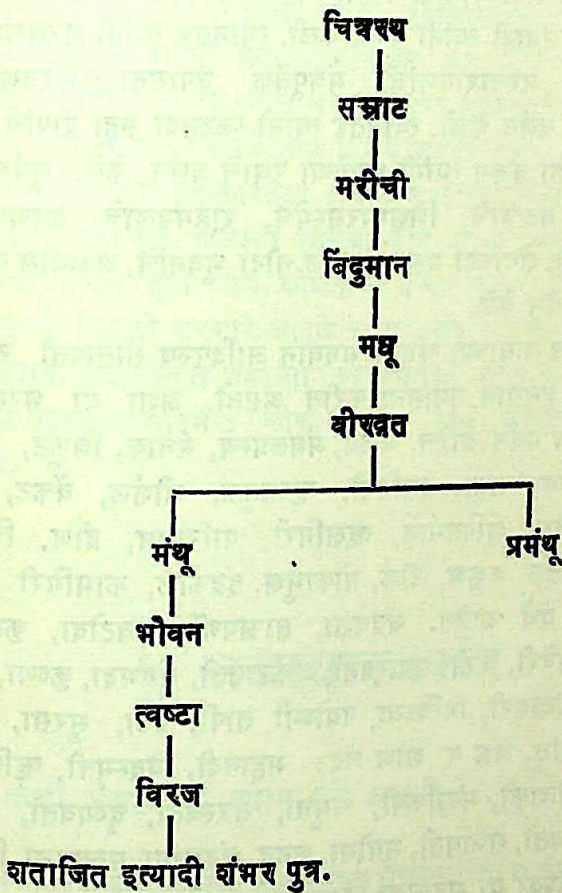 चित्ररथ
सम्राट
मरीची
बिंदुमान
मधू
वीरव्रत
मंथू
प्रमंथू
भौवन
त्वष्टा
विरज
शताजित इत्यादी शंभर पुत्र.